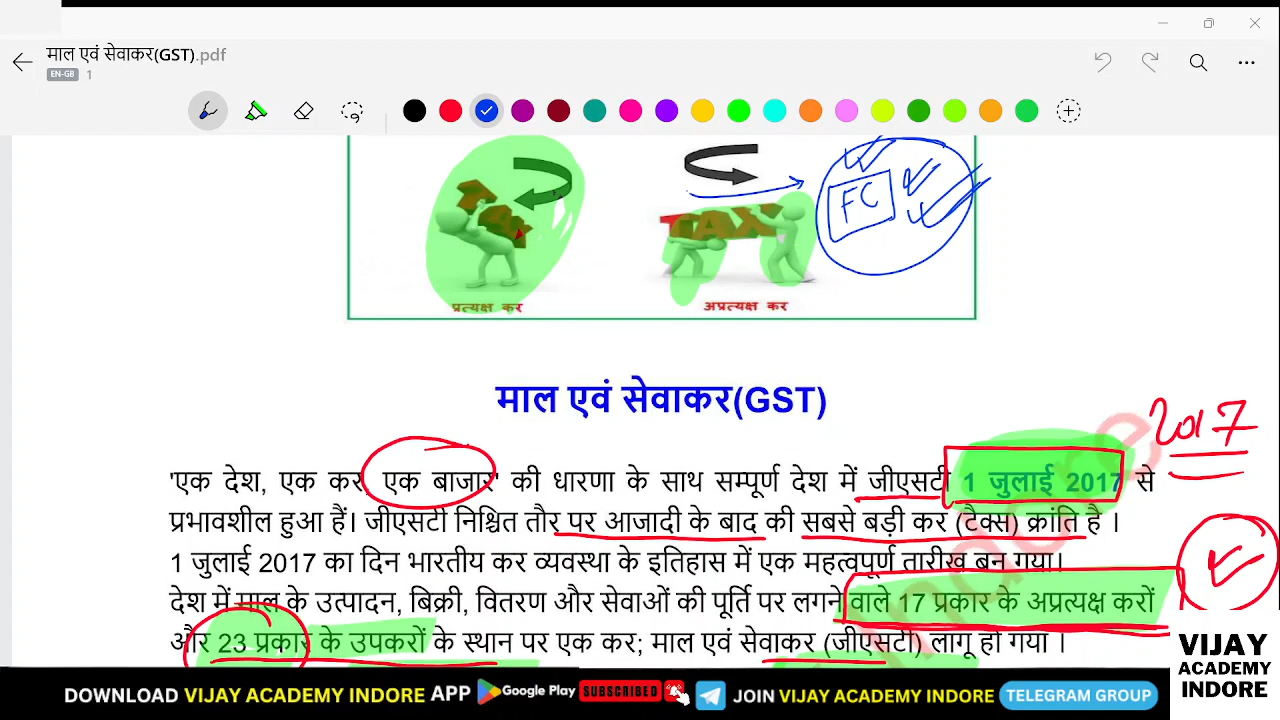 माल एवं सेवाकर(GST).pdf
EN-GB 1
TAX
FC
प्रत्यक्ष कर
अप्रत्यक्ष कर
माल एवं सेवाकर(GST)
2017
'एक देश, एक कर, एक बाजार' की धारणा के साथ सम्पूर्ण देश में जीएसटी 1 जुलाई 2017 से
प्रभावशील हुआ हैं। जीएसटी निश्चित तौर पर आजादी के बाद की सबसे बड़ी कर (टैक्स) क्रांति है ।
1 जुलाई 2017 का दिन भारतीय कर व्यवस्था के इतिहास में एक महत्वपूर्ण तारीख बन गया।
देश में माल के उत्पादन, बिक्री, वितरण और सेवाओं की पूर्ति पर लगने वाले 17 प्रकार के अप्रत्यक्ष करों
और 23 प्रकार के उपकरों के स्थान पर एक कर; माल एवं सेवाकर (जीएसटी) लागू हो गया ।
VIJAY
ACADEMY
INDORE
DOWNLOAD VIJAY ACADEMY INDORE APP Google Play SUBSCRIBED JOIN VIJAY ACADEMY INDORE TELEGRAM GROUP